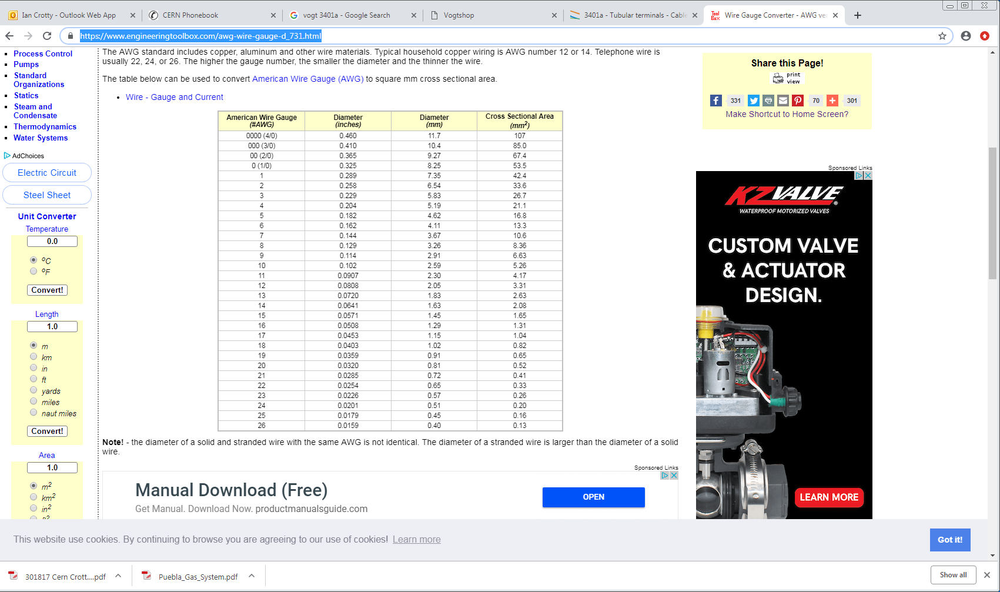 Ian Crotty - Outlook Web App
CERN Phonebook
vogt 3401a - Google Search
Vogtshop
3401a - Tubular terminals - Cable
Wire Gauge Converter - AWG ve
https://www.engineeringtoolbox.com/awg-wire-gauge-d_731.html
Process Control
Pumps
Standard
Organizations
Statics
Steam and
Condensate
Thermodynamics
Water Systems
AdChoices
Electric Circuit
Steel Sheet
Unit Converter
Temperature
0.0
ºC
ºF
Convert!
Length
1.0
m
km
in
ft
yards
miles
naut miles
Convert!
Area
1.0
m²
km²
in²
The AWG standard includes copper, aluminum and other wire materials. Typical household copper wiring is AWG number 12 or 14. Telephone wire is
usually 22, 24, or 26. The higher the gauge number, the smaller the diameter and the thinner the wire.
The table below can be used to convert American Wire Gauge (AWG) to square mm cross sectional area.
• Wire - Gauge and Current
American Wire Gauge (#AWG) Diameter (inches) Diameter (mm) Cross Sectional Area (mm²)
0000 (4/0) 0.460 11.7 107
000 (3/0) 0.410 10.4 85.0
00 (2/0) 0.365 9.27 67.4
0 (1/0) 0.325 8.25 53.5
1 0.289 7.35 42.4
2 0.258 6.54 33.6
3 0.229 5.83 26.7
4 0.204 5.19 21.1
5 0.182 4.62 16.8
6 0.162 4.11 13.3
7 0.144 3.67 10.6
8 0.129 3.26 8.36
9 0.114 2.91 6.63
10 0.102 2.59 5.26
11 0.0907 2.30 4.17
12 0.0808 2.05 3.31
13 0.0720 1.83 2.63
14 0.0641 1.63 2.08
15 0.0571 1.45 1.65
16 0.0508 1.29 1.31
17 0.0453 1.15 1.04
18 0.0403 1.02 0.82
19 0.0359 0.91 0.65
20 0.0320 0.81 0.52
21 0.0285 0.72 0.41
22 0.0254 0.65 0.33
23 0.0226 0.57 0.26
24 0.0201 0.51 0.20
25 0.0179 0.45 0.16
26 0.0159 0.40 0.13
Note! - the diameter of a solid and stranded wire with the same AWG is not identical. The diameter of a stranded wire is larger than the diameter of a solid
wire.
Sponsored Links
Manual Download (Free)
Get Manual. Download Now. productmanualsguide.com
OPEN
Share this Page!
print
view
331 70 301
Make Shortcut to Home Screen?
Sponsored Links
KZVALVE®
WATERPROOF MOTORIZED VALVES
CUSTOM VALVE
& ACTUATOR
DESIGN.
LEARN MORE
This website use cookies. By continuing to browse you are agreeing to our use of cookies! Learn more
Got it!
301817 Cern Crott....pdf
Puebla_Gas_System.pdf
Show all